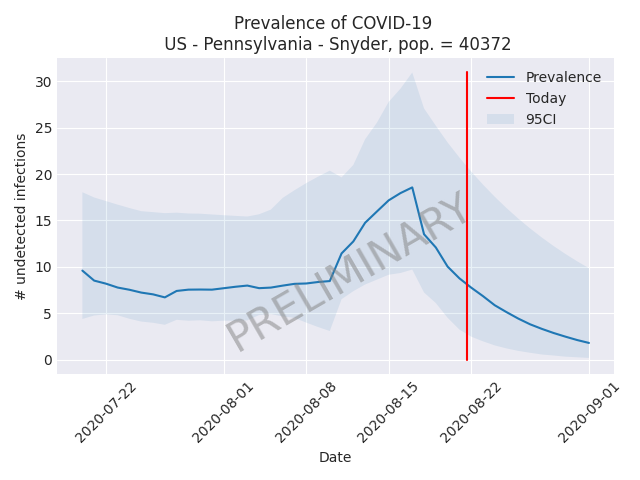 Prevalence of COVID-19
US - Pennsylvania - Snyder, pop. = 40372
# undetected infections
30
25
20
15
10
5
0
Prevalence
Today
95CI
PRELIMINARY
2020-07-22
2020-08-01
2020-08-08
2020-08-15
2020-08-22
2020-09-01
Date